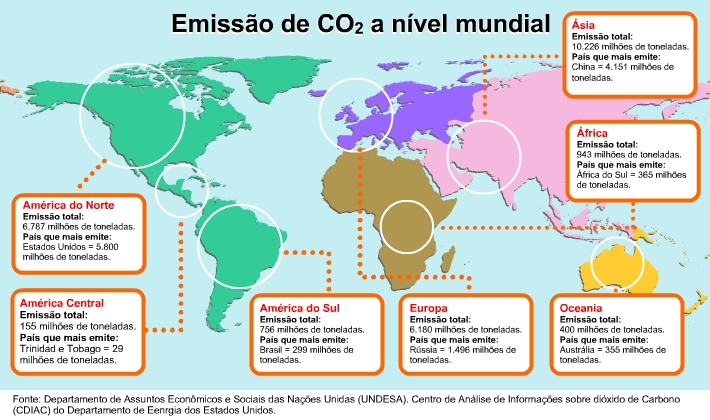 Emissão de CO2 a nível mundial
Ásia
Emissão total:
10.226 milhões de toneladas.
País que mais emite:
China = 4.151 milhões de
toneladas.
África
Emissão total:
943 milhões de toneladas.
País que mais emite:
África do Sul = 365 milhões
de toneladas.
América do Norte
Emissão total:
6.787 milhões de toneladas.
País que mais emite:
Estados Unidos = 5.800
milhões de toneladas.
América Central
Emissão total:
155 milhões de toneladas.
País que mais emite:
Trinidad e Tobago = 29
milhões de toneladas.
América do Sul
Emissão total:
756 milhões de toneladas.
País que mais emite:
Brasil = 299 milhões de
toneladas.
Europa
Emissão total:
6.180 milhões de toneladas.
País que mais emite:
Rússia = 1.496 milhões de
toneladas.
Oceania
Emissão total:
400 milhões de toneladas.
País que mais emite:
Austrália = 355 milhões de
toneladas.
Fonte: Departamento de Assuntos Econômicos e Sociais das Nações Unidas (UNDESA). Centro de Análise de Informações sobre dióxido de Carbono
(CDIAC) do Departamento de Eenrgia dos Estados Unidos.